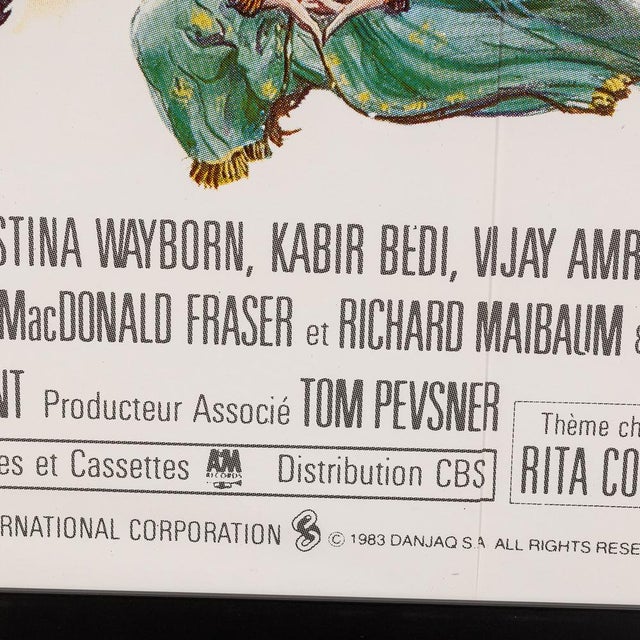 STINA WAYBORN, KABIR BEDI, VIJAY AMR
MacDONALD FRASER et RICHARD MAIBAUM &
NT Producteur Associé TOM PEVSNER
es et Cassettes A&M RECORDS Distribution CBS
Thème ch
RITA CO
RNATIONAL CORPORATION © 1983 DANJAQ S.A. ALL RIGHTS RESE